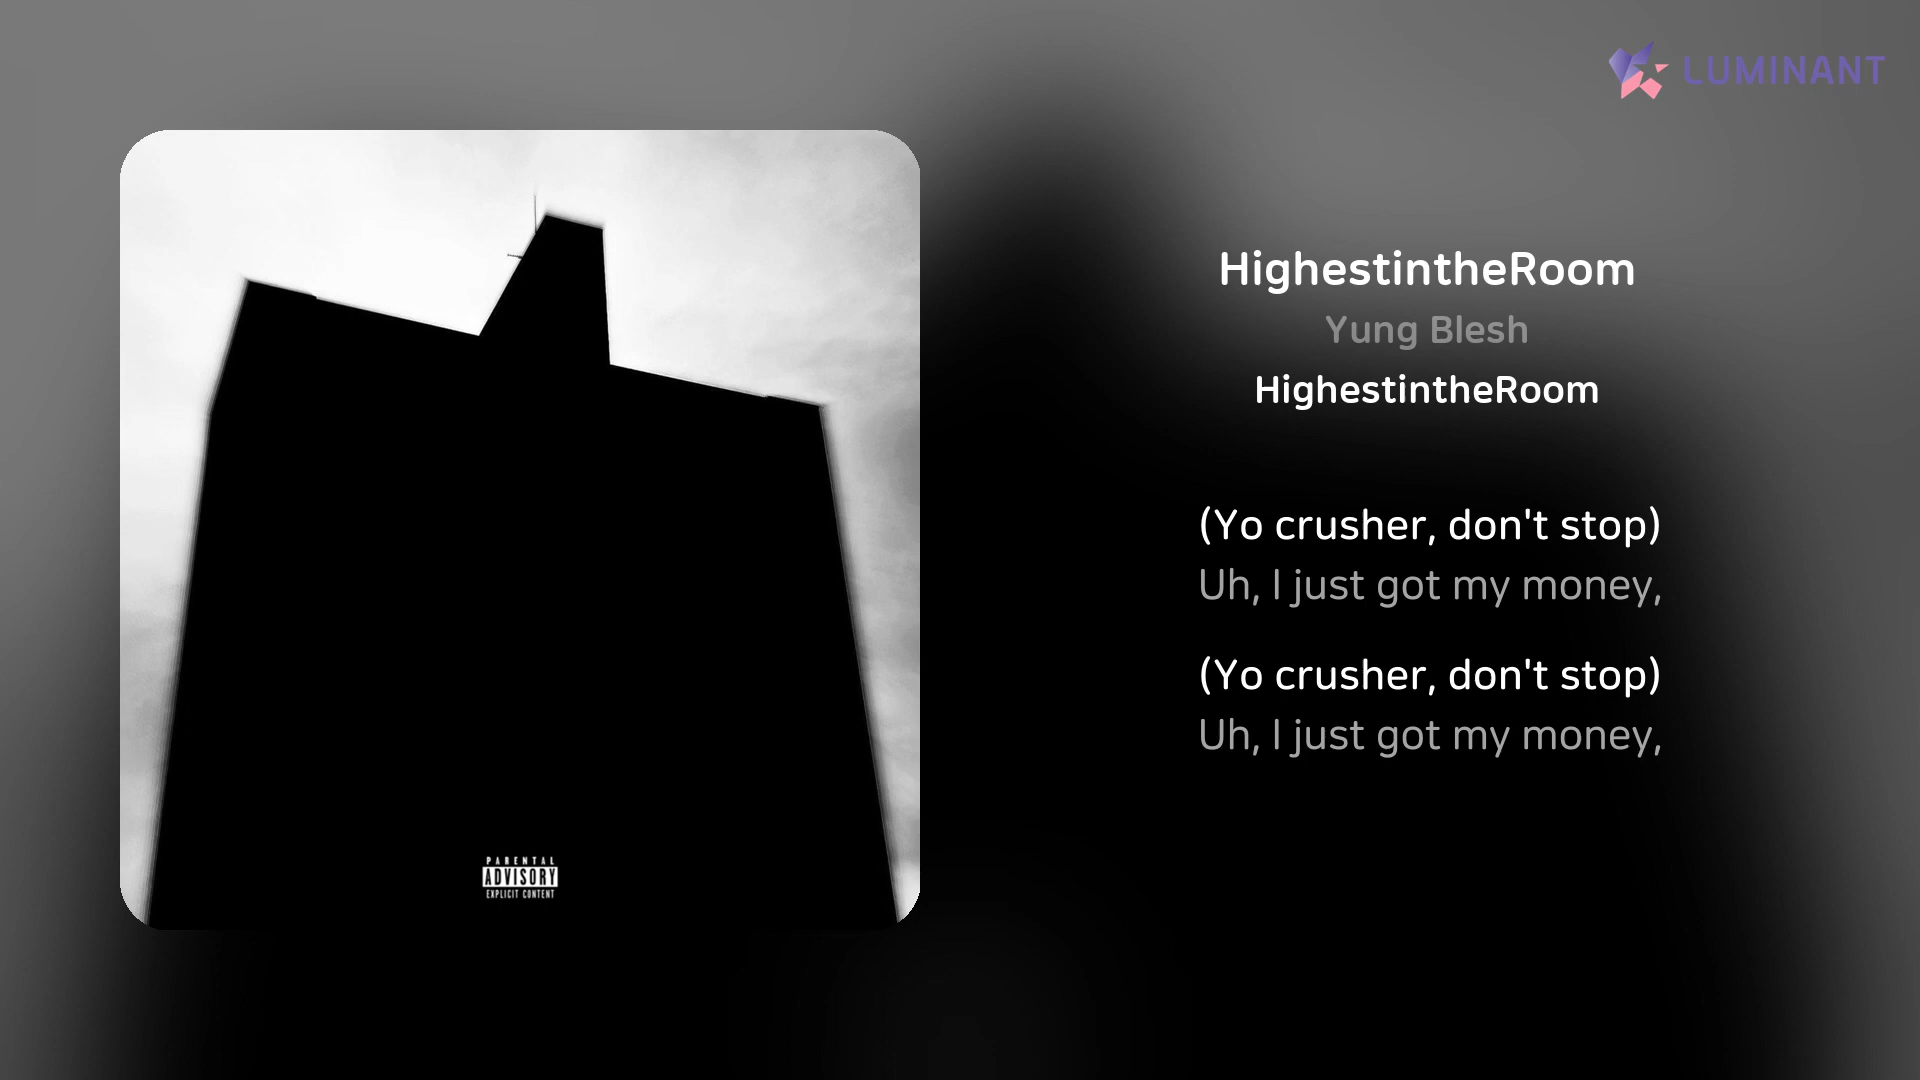 LUMINANT
HighestintheRoom
Yung Blesh
HighestintheRoom
(Yo crusher, don't stop)
Uh, I just got my money,
(Yo crusher, don't stop)
Uh, I just got my money,
PARENTAL
ADVISORY
EXPLICIT CONTENT